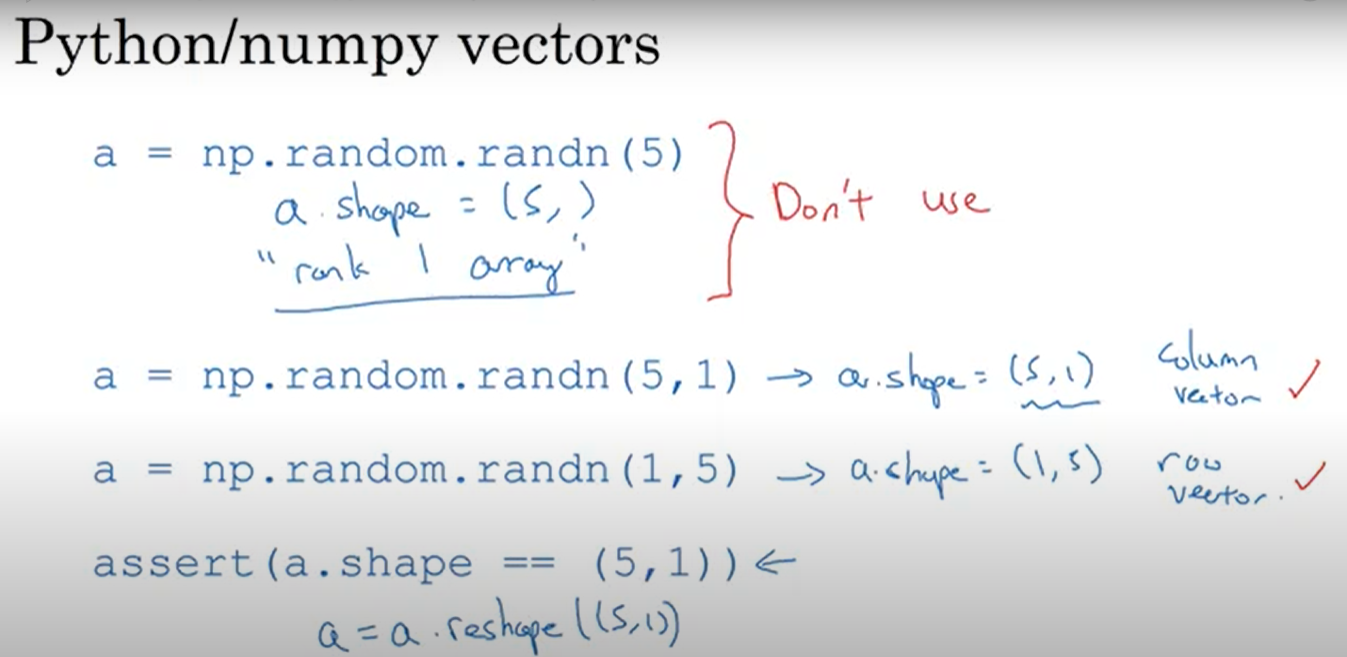 Python/numpy vectors
a = np.random.randn(5)
a.shape = (5,)
"rank 1 array"
Don't use
a = np.random.randn(5,1) → a.shape = (5,1) column vector ✓
a = np.random.randn(1,5) → a.shape = (1,5) row vector. ✓
assert(a.shape == (5,1)) ←
a = a.reshape((5,1))